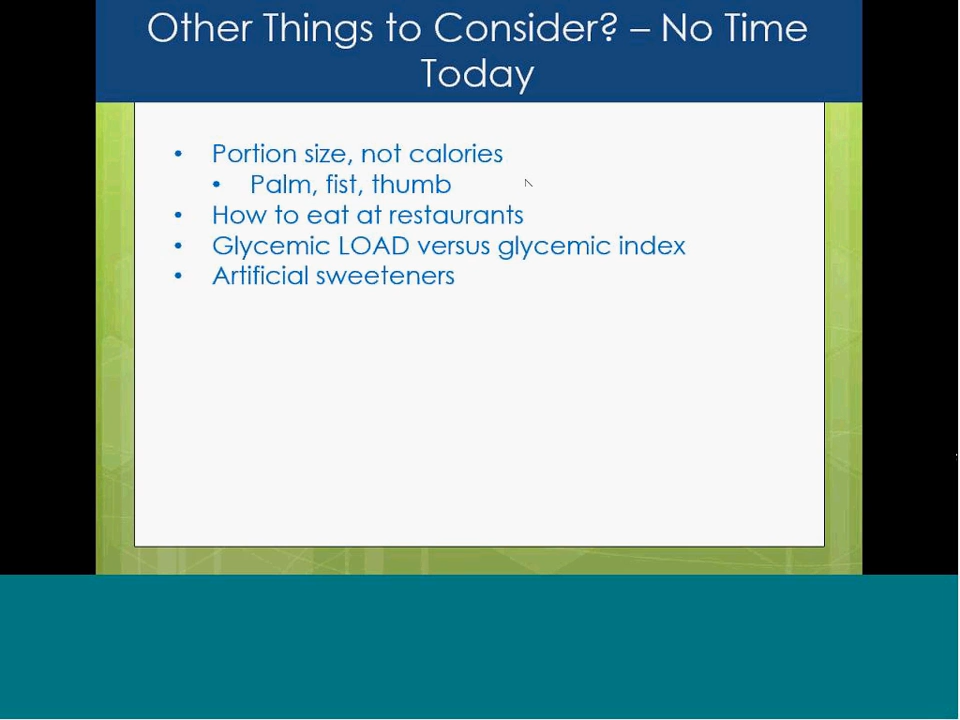 Other Things to Consider? – No Time
Today
• Portion size, not calories
• Palm, fist, thumb
• How to eat at restaurants
• Glycemic LOAD versus glycemic index
• Artificial sweeteners